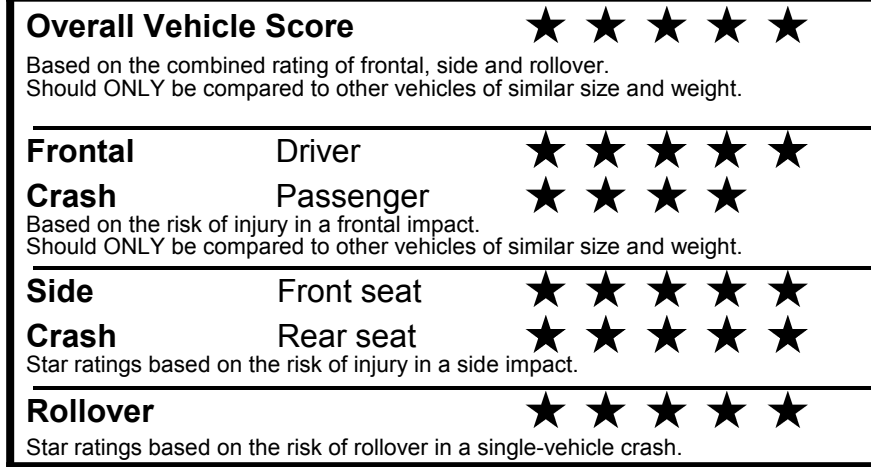 Overall Vehicle Score ★ ★ ★ ★ ★
Based on the combined rating of frontal, side and rollover.
Should ONLY be compared to other vehicles of similar size and weight.
Frontal Driver ★ ★ ★ ★ ★
Crash Passenger ★ ★ ★ ★
Based on the risk of injury in a frontal impact.
Should ONLY be compared to other vehicles of similar size and weight.
Side Front seat ★ ★ ★ ★ ★
Crash Rear seat ★ ★ ★ ★ ★
Star ratings based on the risk of injury in a side impact.
Rollover ★ ★ ★ ★ ★
Star ratings based on the risk of rollover in a single-vehicle crash.